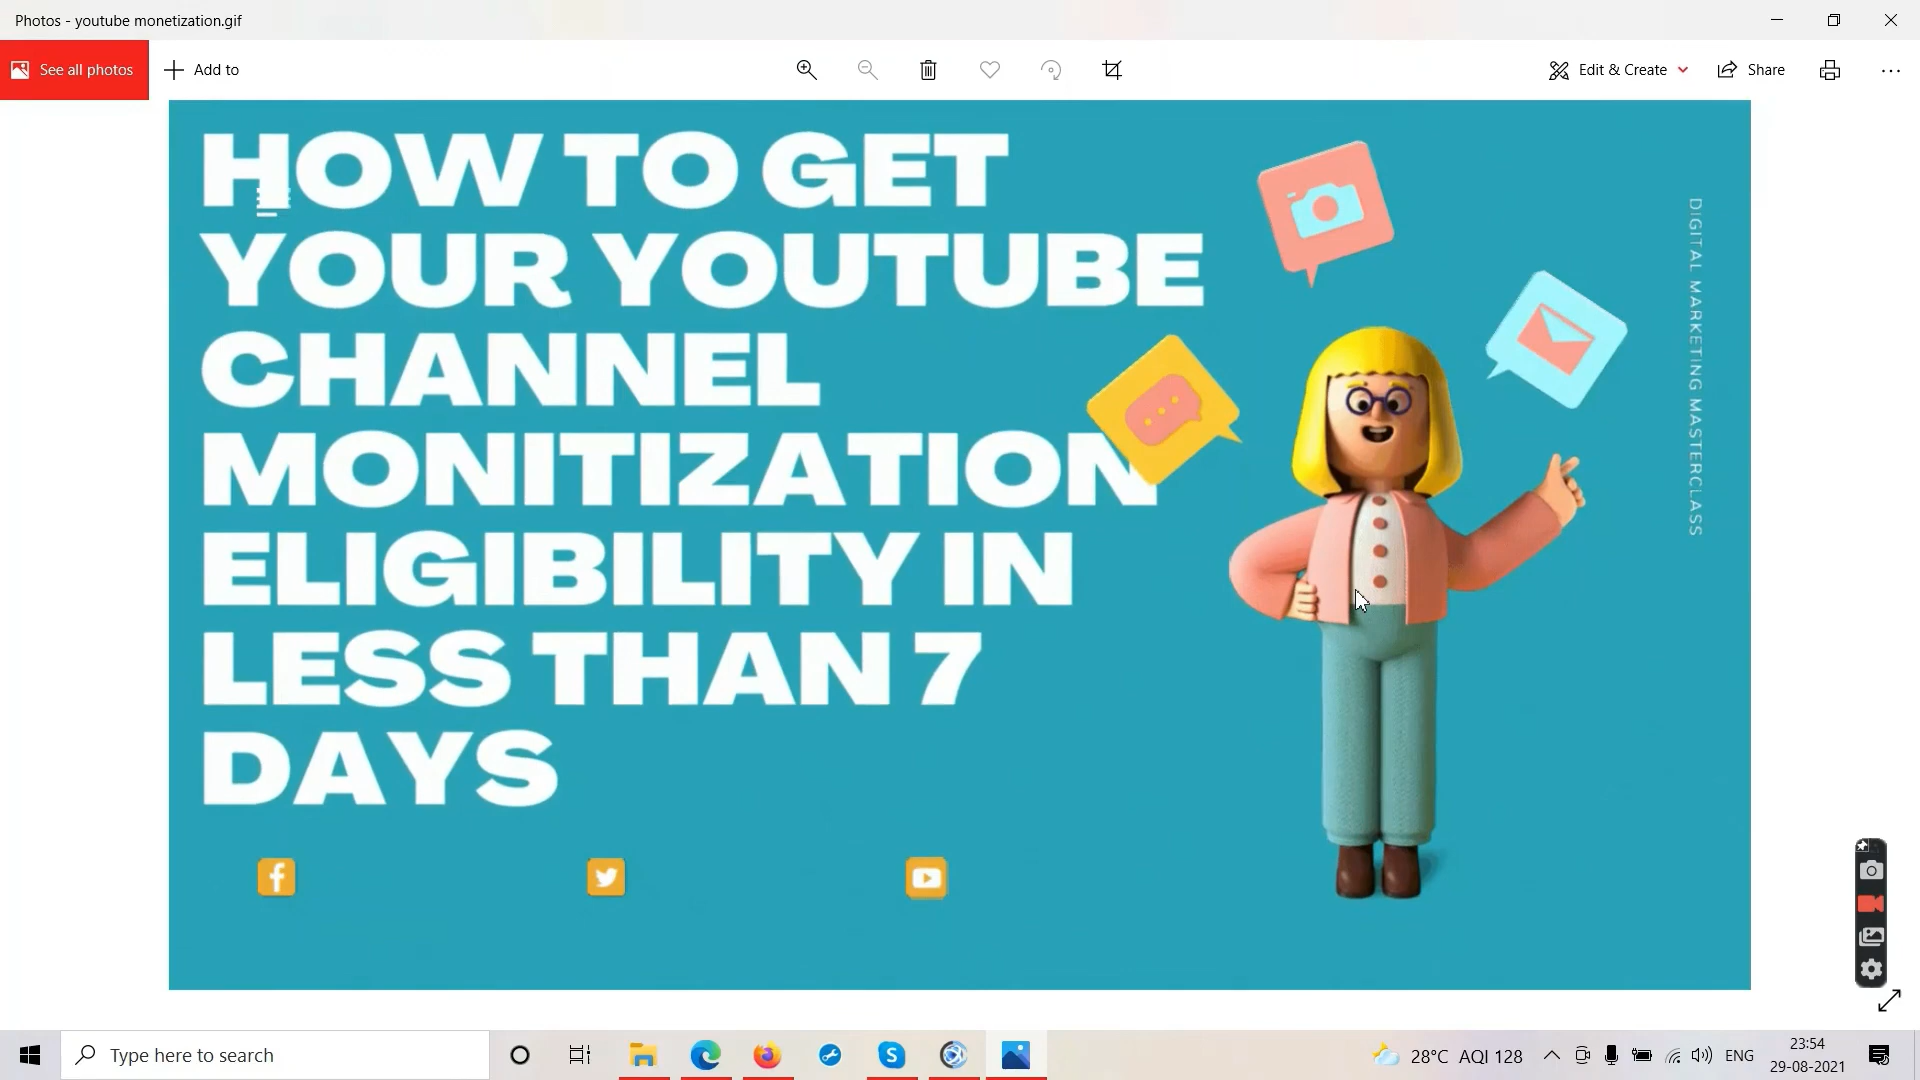 Photos - youtube monetization.gif
See all photos
Add to
Edit & Create
Share
HOW TO GET
YOUR YOUTUBE
CHANNEL
MONITIZATION
ELIGIBILITY IN
LESS THAN 7
DAYS
DIGITAL MARKETING MASTERCLASS
Type here to search
28°C AQI 128
ENG
23:54
29-08-2021